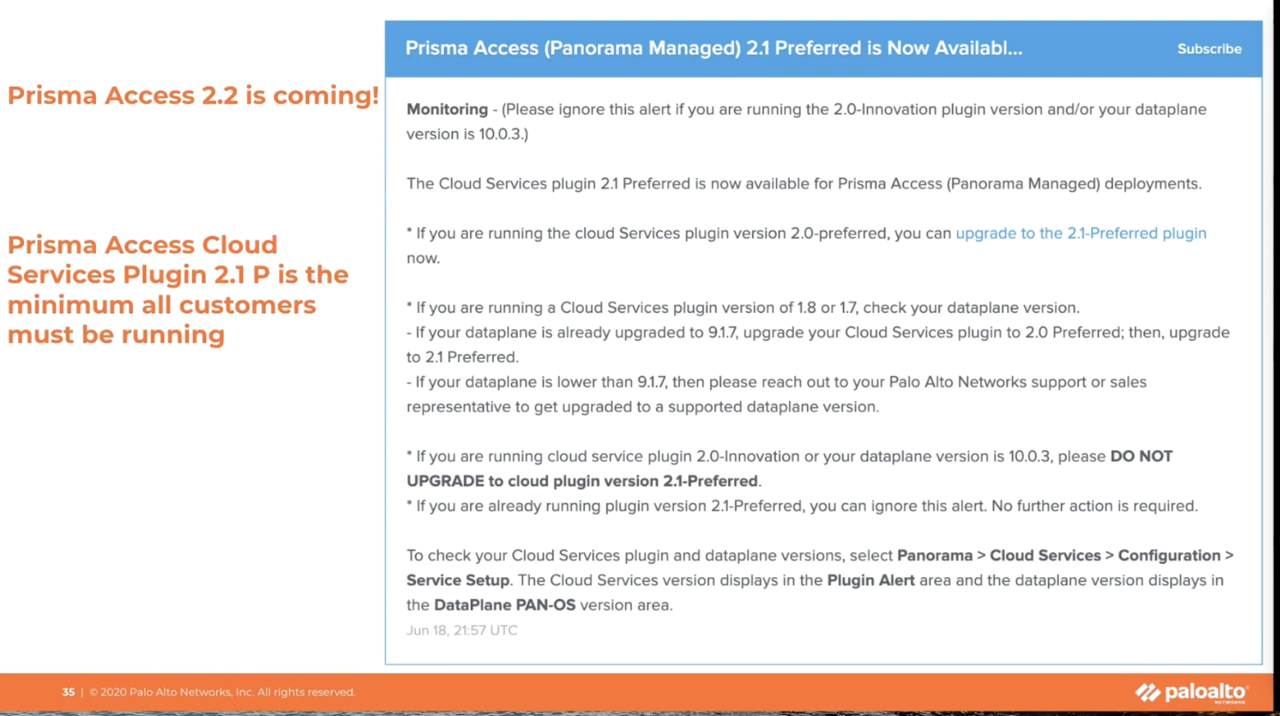 Prisma Access (Panorama Managed) 2.1 Preferred is Now Availabl...
Subscribe
Prisma Access 2.2 is coming!
Prisma Access Cloud
Services Plugin 2.1 P is the
minimum all customers
must be running
Monitoring - (Please ignore this alert if you are running the 2.0-Innovation plugin version and/or your dataplane
version is 10.0.3.)
The Cloud Services plugin 2.1 Preferred is now available for Prisma Access (Panorama Managed) deployments.
* If you are running the cloud Services plugin version 2.0-preferred, you can upgrade to the 2.1-Preferred plugin
now.
* If you are running a Cloud Services plugin version of 1.8 or 1.7, check your dataplane version.
- If your dataplane is already upgraded to 9.1.7, upgrade your Cloud Services plugin to 2.0 Preferred; then, upgrade
to 2.1 Preferred.
- If your dataplane is lower than 9.1.7, then please reach out to your Palo Alto Networks support or sales
representative to get upgraded to a supported dataplane version.
* If you are running cloud service plugin 2.0-Innovation or your dataplane version is 10.0.3, please DO NOT
UPGRADE to cloud plugin version 2.1-Preferred.
* If you are already running plugin version 2.1-Preferred, you can ignore this alert. No further action is required.
To check your Cloud Services plugin and dataplane versions, select Panorama > Cloud Services > Configuration >
Service Setup. The Cloud Services version displays in the Plugin Alert area and the dataplane version displays in
the DataPlane PAN-OS version area.
Jun 18, 21:57 UTC
35 | © 2020 Palo Alto Networks, Inc. All rights reserved.
paloalto
NETWORKS